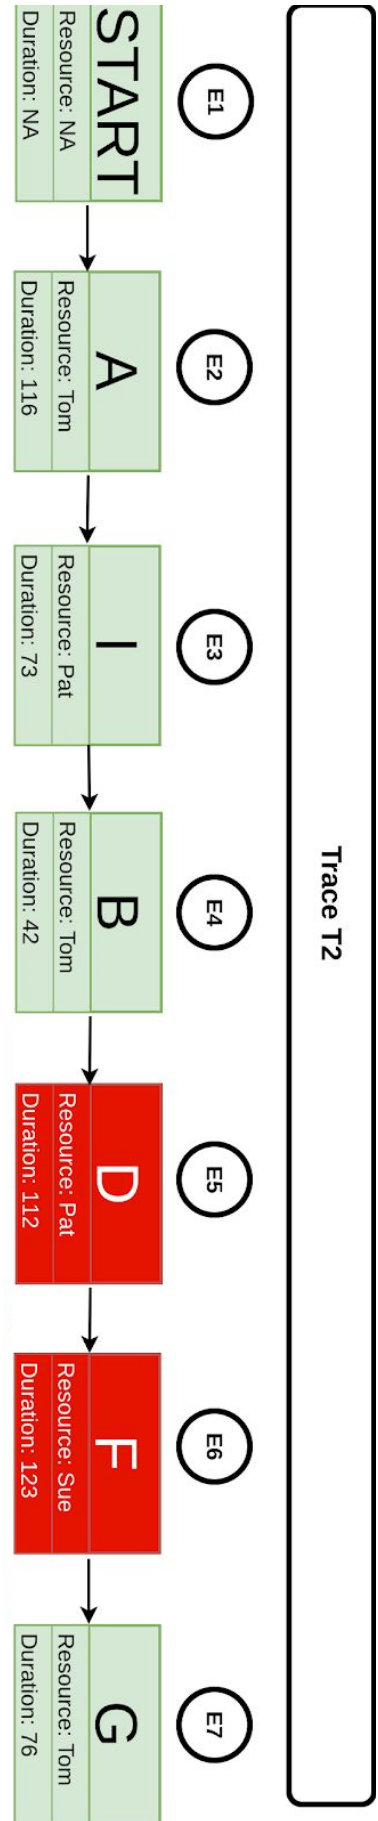 Trace T2
E1
E2
E3
E4
E5
E6
E7
START
Resource: NA
Duration: NA
A
Resource: Tom
Duration: 116
I
Resource: Pat
Duration: 73
B
Resource: Tom
Duration: 42
D
Resource: Pat
Duration: 112
F
Resource: Sue
Duration: 123
G
Resource: Tom
Duration: 76